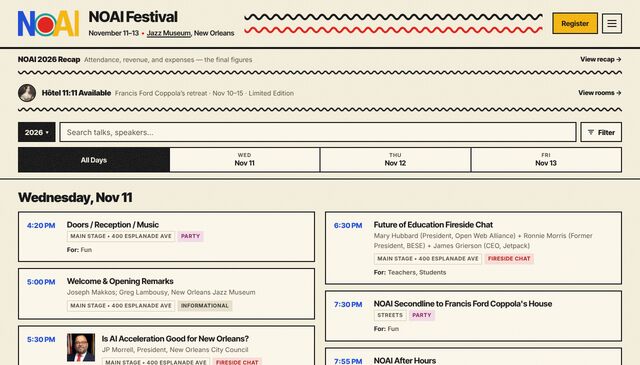 NOAI
NOAI Festival
November 11–13 • Jazz Museum, New Orleans
Register
NOAI 2026 Recap Attendance, revenue, and expenses — the final figures
View recap →
Hôtel 11:11 Available Francis Ford Coppola's retreat · Nov 10–15 · Limited Edition
View rooms →
2026 ▾
Search talks, speakers...
Filter
All Days
WED
Nov 11
THU
Nov 12
FRI
Nov 13
Wednesday, Nov 11
4:20 PM
Doors / Reception / Music
MAIN STAGE • 400 ESPLANADE AVE
PARTY
For: Fun
5:00 PM
Welcome & Opening Remarks
Joseph Makkos; Greg Lambousy, New Orleans Jazz Museum
MAIN STAGE • 400 ESPLANADE AVE
INFORMATIONAL
5:30 PM
Is AI Acceleration Good for New Orleans?
JP Morrell, President, New Orleans City Council
MAIN STAGE • 400 ESPLANADE AVE
FIRESIDE CHAT
6:30 PM
Future of Education Fireside Chat
Mary Hubbard (President, Open Web Alliance) + Ronnie Morris (Former
President, BESE) + James Grierson (CEO, Jetpack)
MAIN STAGE • 400 ESPLANADE AVE
FIRESIDE CHAT
For: Teachers, Students
7:30 PM
NOAI Secondline to Francis Ford Coppola's House
STREETS
PARTY
For: Fun
7:55 PM
NOAI After Hours